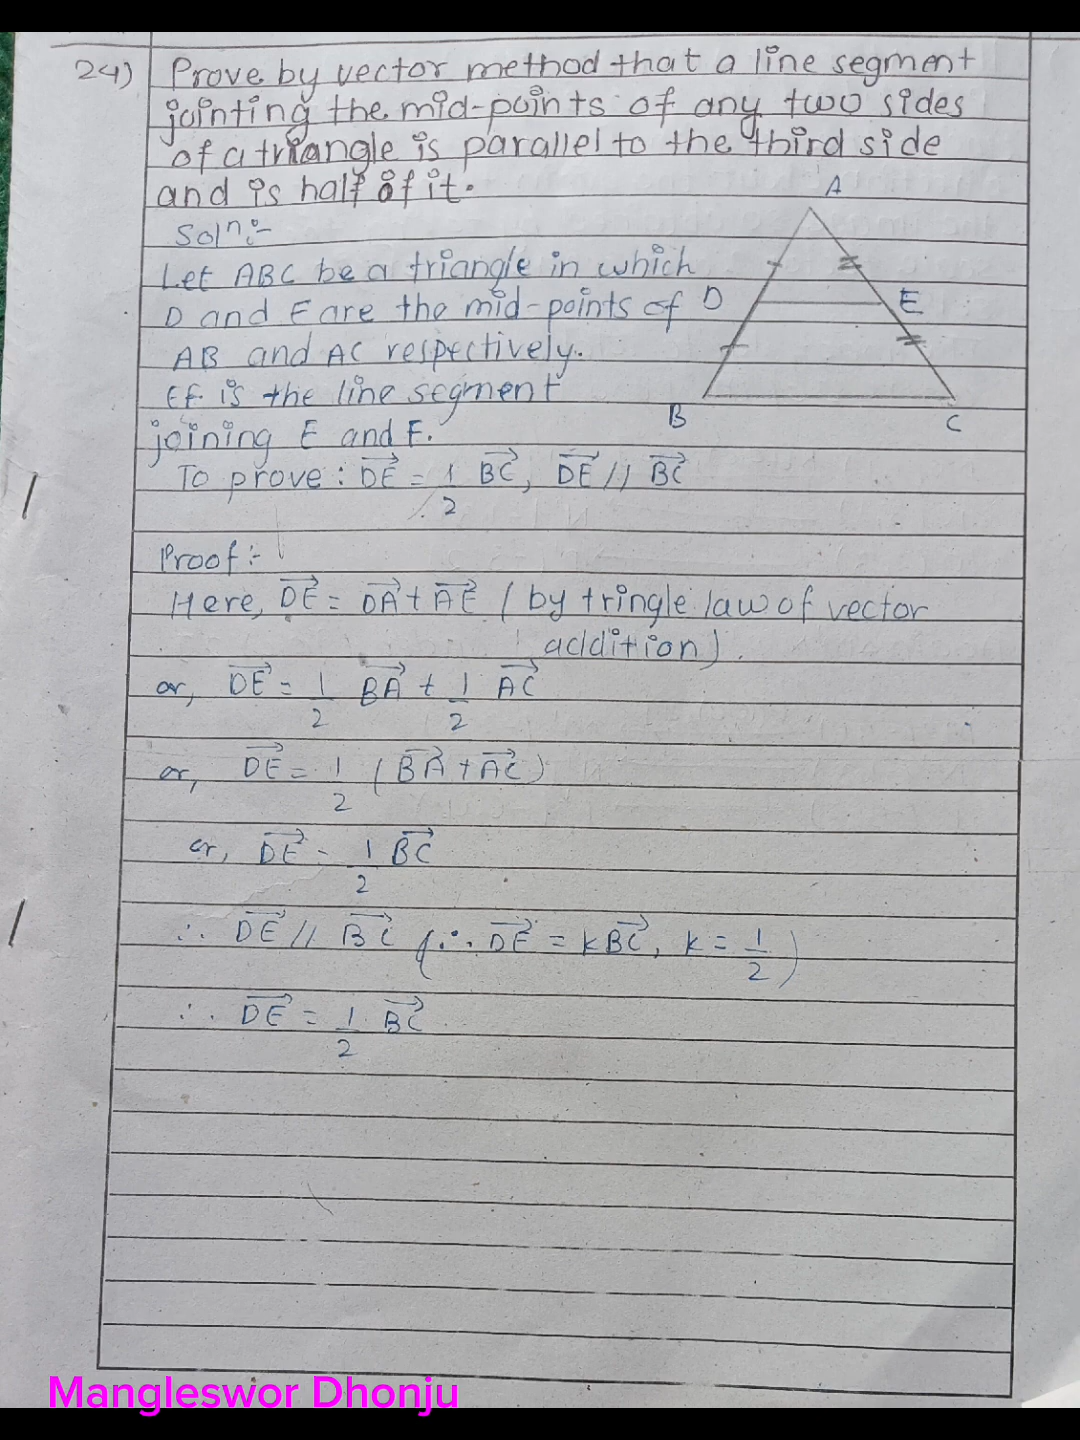 24) Prove by vector method that a line segment
jointing the mid-points of any two sides
of a triangle is parallel to the third side
and is half of it.
A
Solⁿ:-
Let ABC be a triangle in which
D and E are the mid-points of
D
E
AB and AC respectively.
EF is the line segment
B
C
joining E and F.
To prove : DE→ = 1/2 BC→, DE→ // BC→
Proof :-
Here, DE→ = DA→ + AE→ ( by tringle law of vector
addition).
or, DE→ = 1/2 BA→ + 1/2 AC→
or, DE→ = 1/2 (BA→ + AC→)
or, DE→ = 1/2 BC→
∴ DE→ // BC→ (∵ DE→ = kBC→, k = 1/2)
∴ DE→ = 1/2 BC→
Mangleswor Dhonju